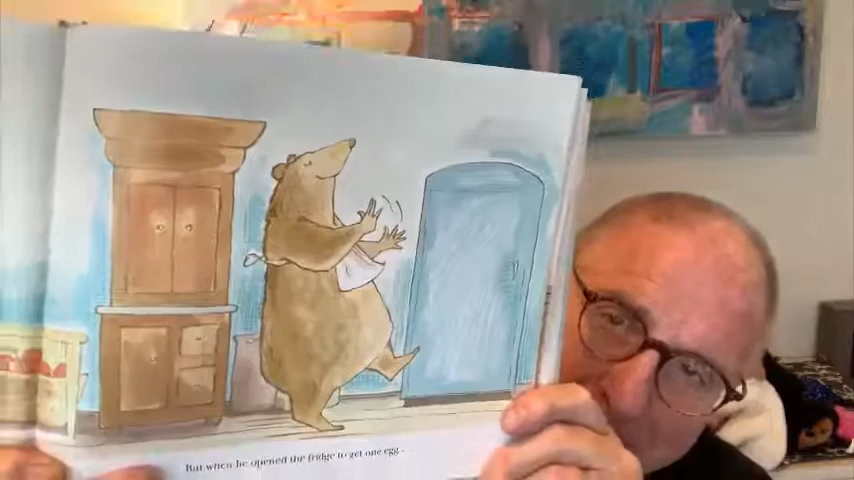 But when he opened the fridge to get one egg..